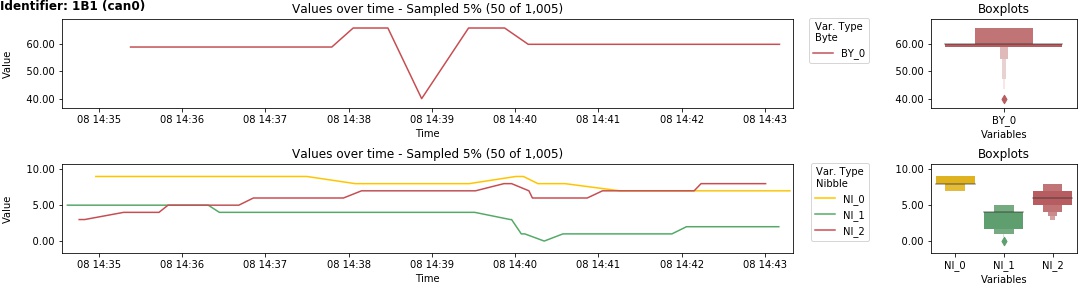 Identifier: 1B1 (can0)
Values over time - Sampled 5% (50 of 1,005)
Value
60.00
50.00
40.00
08 14:35 08 14:36 08 14:37 08 14:38 08 14:39 08 14:40 08 14:41 08 14:42 08 14:43
Time
Var. Type
Byte
BY_0
Boxplots
60.00
50.00
40.00
BY_0
Variables
Values over time - Sampled 5% (50 of 1,005)
Value
10.00
5.00
0.00
08 14:35 08 14:36 08 14:37 08 14:38 08 14:39 08 14:40 08 14:41 08 14:42 08 14:43
Time
Var. Type
Nibble
NI_0
NI_1
NI_2
Boxplots
10.00
5.00
0.00
NI_0 NI_1 NI_2
Variables